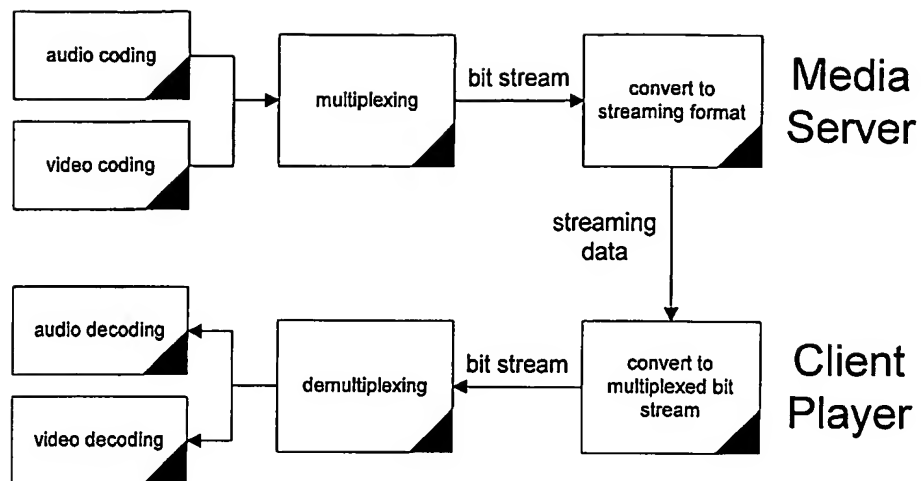 audio coding
video coding
multiplexing
bit stream
convert to
streaming format
Media
Server
streaming
data
audio decoding
video decoding
demultiplexing
bit stream
convert to
multiplexed bit
stream
Client
Player